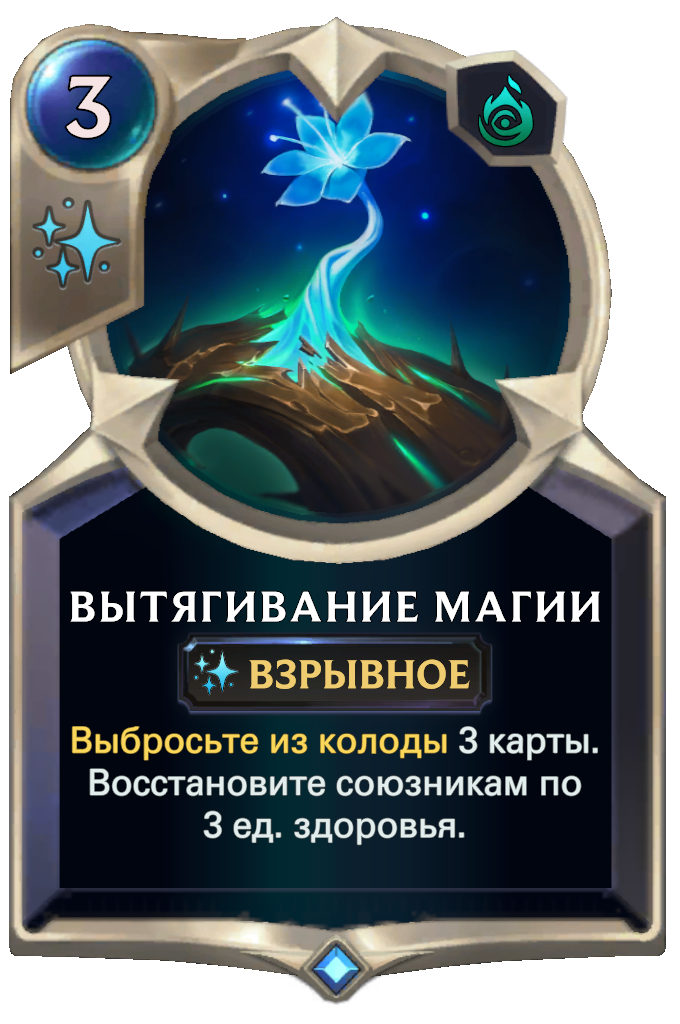 3
ВЫТЯГИВАНИЕ МАГИИ
ВЗРЫВНОЕ
Выбросьте из колоды 3 карты.
Восстановите союзникам по
3 ед. здоровья.